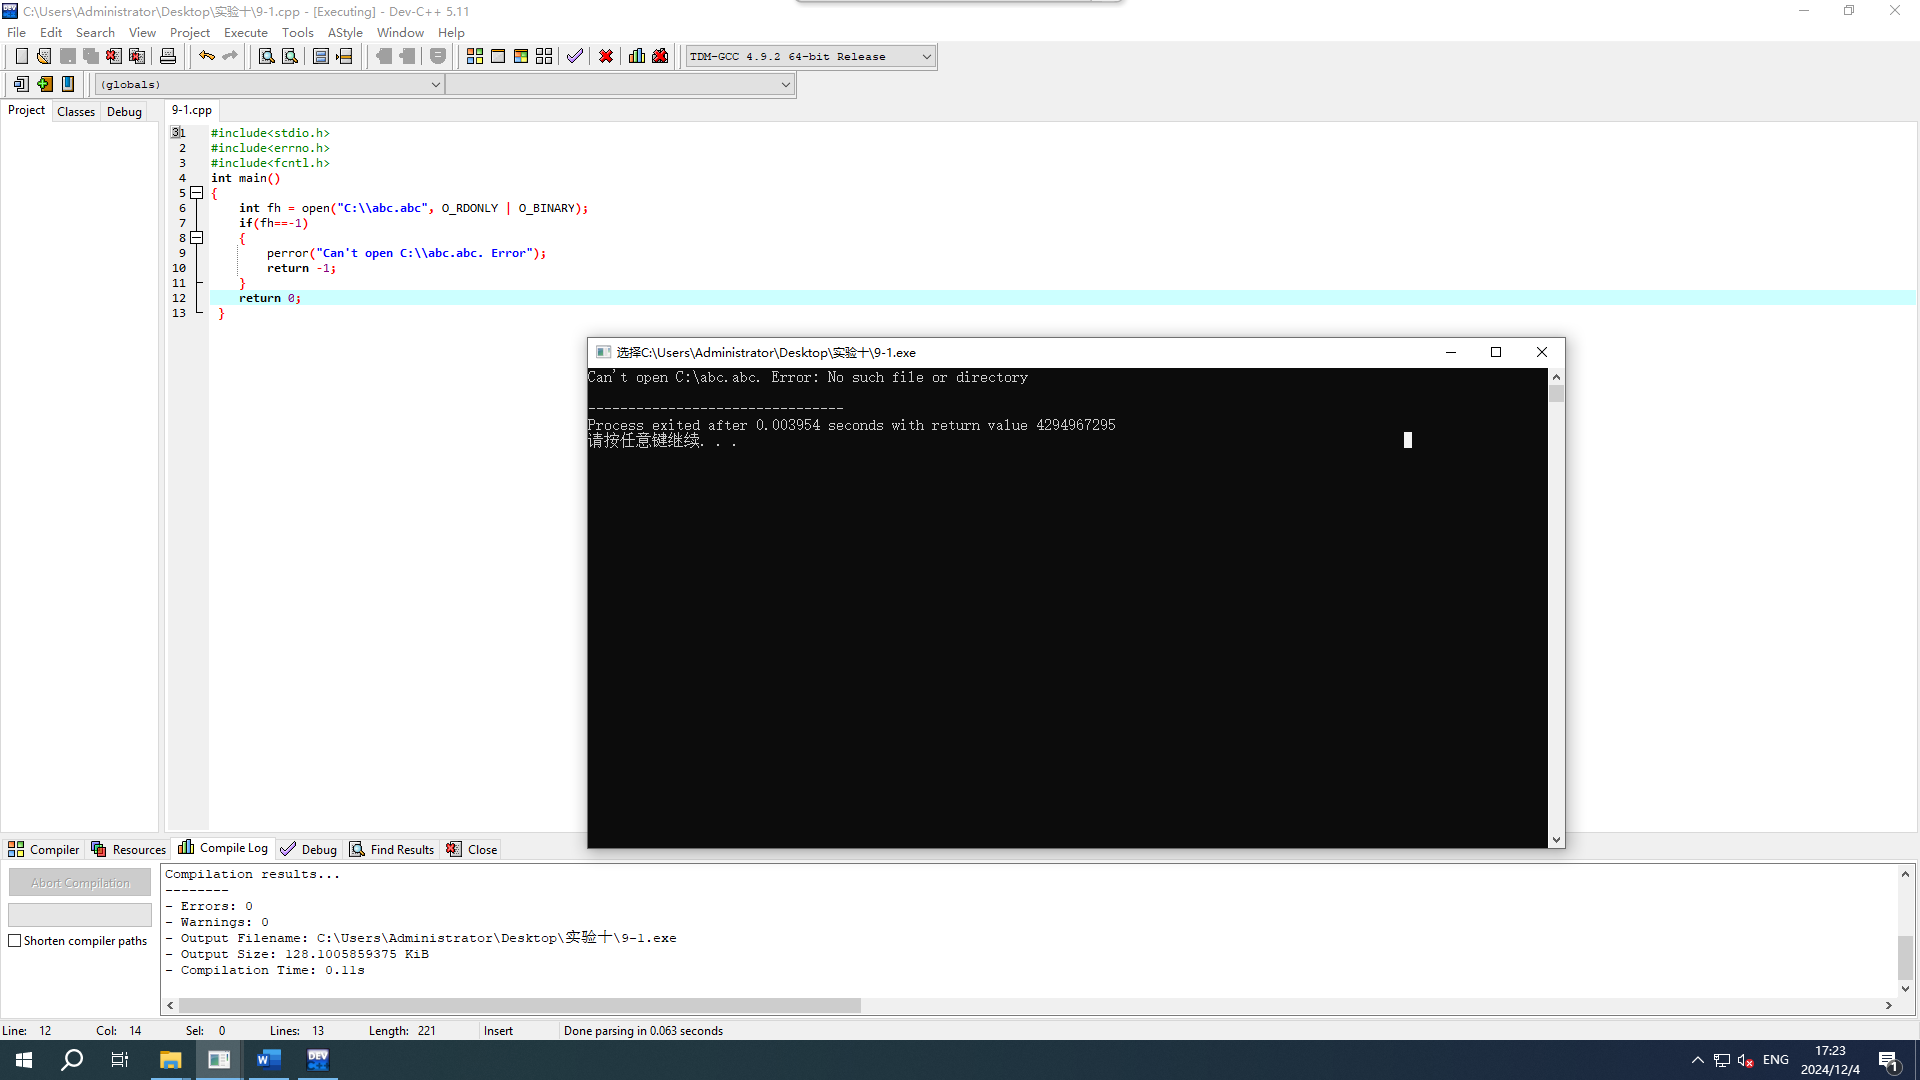 C:\Users\Administrator\Desktop\实验十\9-1.cpp - [Executing] - Dev-C++ 5.11
File Edit Search View Project Execute Tools AStyle Window Help
TDM-GCC 4.9.2 64-bit Release
(globals)
Project Classes Debug
9-1.cpp
1 #include<stdio.h>
2 #include<errno.h>
3 #include<fcntl.h>
4 int main()
5 {
6 int fh = open("C:\\abc.abc", O_RDONLY | O_BINARY);
7 if(fh==-1)
8 {
9 perror("Can't open C:\\abc.abc. Error");
10 return -1;
11 }
12 return 0;
13 }
选择C:\Users\Administrator\Desktop\实验十\9-1.exe
Can't open C:\abc.abc. Error: No such file or directory
--------------------------------
Process exited after 0.003954 seconds with return value 4294967295
请按任意键继续. . .
Compiler Resources Compile Log Debug Find Results Close
Abort Compilation
Shorten compiler paths
Compilation results...
--------
- Errors: 0
- Warnings: 0
- Output Filename: C:\Users\Administrator\Desktop\实验十\9-1.exe
- Output Size: 128.1005859375 KiB
- Compilation Time: 0.11s
Line: 12 Col: 14 Sel: 0 Lines: 13 Length: 221 Insert Done parsing in 0.063 seconds
ENG
17:23
2024/12/4
1